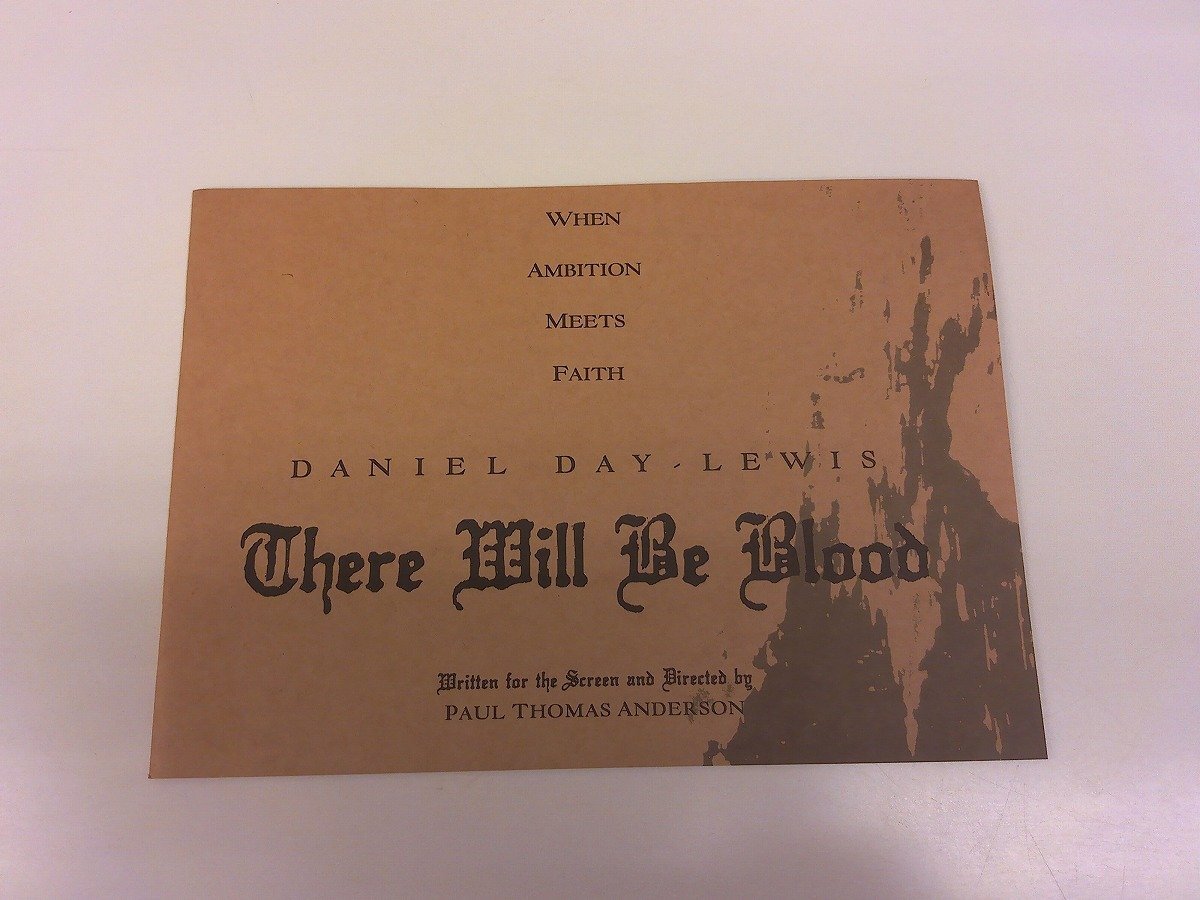 WHEN
AMBITION
MEETS
FAITH
DANIEL DAY-LEWIS
There Will Be Blood
Written for the Screen and Directed by
PAUL THOMAS ANDERSON